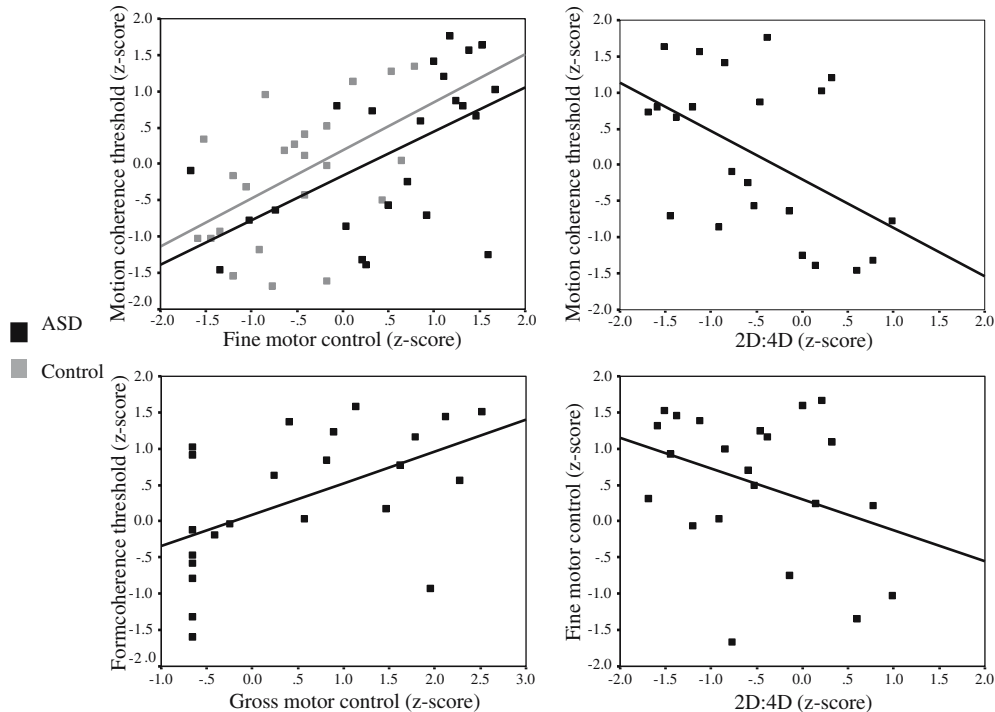 Motion coherence threshold (z-score)
2.0
1.5
1.0
.5
0.0
-.5
-1.0
-1.5
-2.0
-2.0 -1.5 -1.0 -.5 0.0 .5 1.0 1.5 2.0
Fine motor control (z-score)
Motion coherence threshold (z-score)
2.0
1.5
1.0
.5
0.0
-.5
-1.0
-1.5
-2.0
-2.0 -1.5 -1.0 -.5 0.0 .5 1.0 1.5 2.0
2D:4D (z-score)
ASD
Control
Formcoherence threshold (z-score)
2.0
1.5
1.0
.5
0.0
-.5
-1.0
-1.5
-2.0
-1.0 -.5 0.0 .5 1.0 1.5 2.0 2.5 3.0
Gross motor control (z-score)
Fine motor control (z-score)
2.0
1.5
1.0
.5
0.0
-.5
-1.0
-1.5
-2.0
-2.0 -1.5 -1.0 -.5 0.0 .5 1.0 1.5 2.0
2D:4D (z-score)